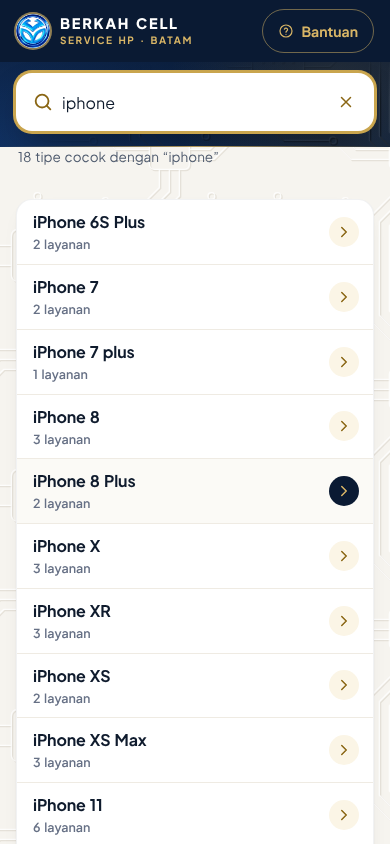 BERKAH CELL
SERVICE HP · BATAM
Bantuan
iphone
18 tipe cocok dengan “iphone”
iPhone 6S Plus
2 layanan
iPhone 7
2 layanan
iPhone 7 plus
1 layanan
iPhone 8
3 layanan
iPhone 8 Plus
2 layanan
iPhone X
3 layanan
iPhone XR
3 layanan
iPhone XS
2 layanan
iPhone XS Max
3 layanan
iPhone 11
6 layanan